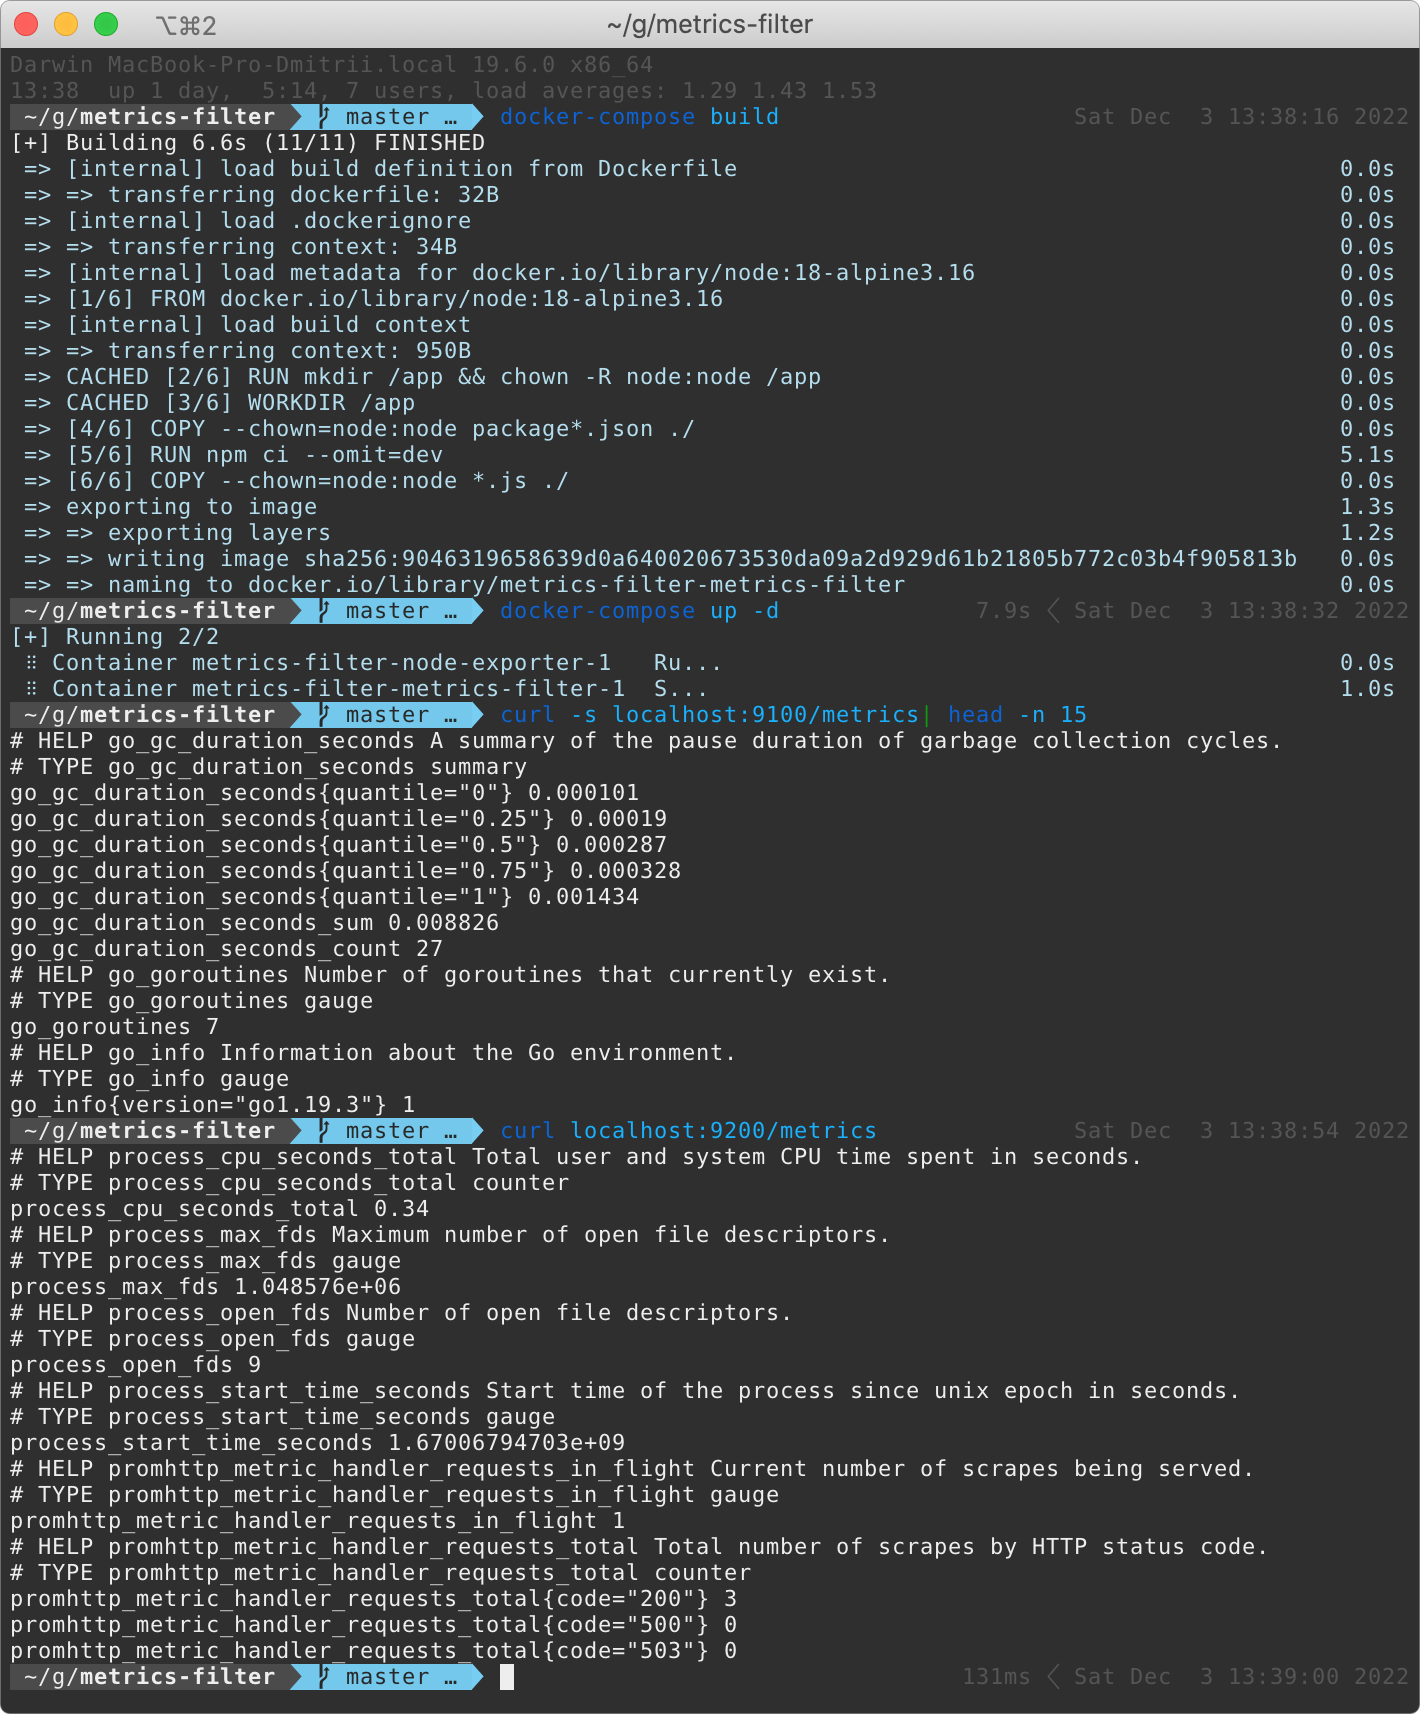 ⌥⌘2 ~/g/metrics-filter
Darwin MacBook-Pro-Dmitrii.local 19.6.0 x86_64
13:38  up 1 day,  5:14, 7 users, load averages: 1.29 1.43 1.53
~/g/metrics-filter master … docker-compose build Sat Dec  3 13:38:16 2022
[+] Building 6.6s (11/11) FINISHED
=> [internal] load build definition from Dockerfile 0.0s
=> => transferring dockerfile: 32B 0.0s
=> [internal] load .dockerignore 0.0s
=> => transferring context: 34B 0.0s
=> [internal] load metadata for docker.io/library/node:18-alpine3.16 0.0s
=> [1/6] FROM docker.io/library/node:18-alpine3.16 0.0s
=> [internal] load build context 0.0s
=> => transferring context: 950B 0.0s
=> CACHED [2/6] RUN mkdir /app && chown -R node:node /app 0.0s
=> CACHED [3/6] WORKDIR /app 0.0s
=> [4/6] COPY --chown=node:node package*.json ./ 0.0s
=> [5/6] RUN npm ci --omit=dev 5.1s
=> [6/6] COPY --chown=node:node *.js ./ 0.0s
=> exporting to image 1.3s
=> => exporting layers 1.2s
=> => writing image sha256:9046319658639d0a640020673530da09a2d929d61b21805b772c03b4f905813b 0.0s
=> => naming to docker.io/library/metrics-filter-metrics-filter 0.0s
~/g/metrics-filter master … docker-compose up -d 7.9s Sat Dec  3 13:38:32 2022
[+] Running 2/2
⠿ Container metrics-filter-node-exporter-1   Ru... 0.0s
⠿ Container metrics-filter-metrics-filter-1  S... 1.0s
~/g/metrics-filter master … curl -s localhost:9100/metrics| head -n 15
# HELP go_gc_duration_seconds A summary of the pause duration of garbage collection cycles.
# TYPE go_gc_duration_seconds summary
go_gc_duration_seconds{quantile="0"} 0.000101
go_gc_duration_seconds{quantile="0.25"} 0.00019
go_gc_duration_seconds{quantile="0.5"} 0.000287
go_gc_duration_seconds{quantile="0.75"} 0.000328
go_gc_duration_seconds{quantile="1"} 0.001434
go_gc_duration_seconds_sum 0.008826
go_gc_duration_seconds_count 27
# HELP go_goroutines Number of goroutines that currently exist.
# TYPE go_goroutines gauge
go_goroutines 7
# HELP go_info Information about the Go environment.
# TYPE go_info gauge
go_info{version="go1.19.3"} 1
~/g/metrics-filter master … curl localhost:9200/metrics Sat Dec  3 13:38:54 2022
# HELP process_cpu_seconds_total Total user and system CPU time spent in seconds.
# TYPE process_cpu_seconds_total counter
process_cpu_seconds_total 0.34
# HELP process_max_fds Maximum number of open file descriptors.
# TYPE process_max_fds gauge
process_max_fds 1.048576e+06
# HELP process_open_fds Number of open file descriptors.
# TYPE process_open_fds gauge
process_open_fds 9
# HELP process_start_time_seconds Start time of the process since unix epoch in seconds.
# TYPE process_start_time_seconds gauge
process_start_time_seconds 1.67006794703e+09
# HELP promhttp_metric_handler_requests_in_flight Current number of scrapes being served.
# TYPE promhttp_metric_handler_requests_in_flight gauge
promhttp_metric_handler_requests_in_flight 1
# HELP promhttp_metric_handler_requests_total Total number of scrapes by HTTP status code.
# TYPE promhttp_metric_handler_requests_total counter
promhttp_metric_handler_requests_total{code="200"} 3
promhttp_metric_handler_requests_total{code="500"} 0
promhttp_metric_handler_requests_total{code="503"} 0
~/g/metrics-filter master … 131ms Sat Dec  3 13:39:00 2022